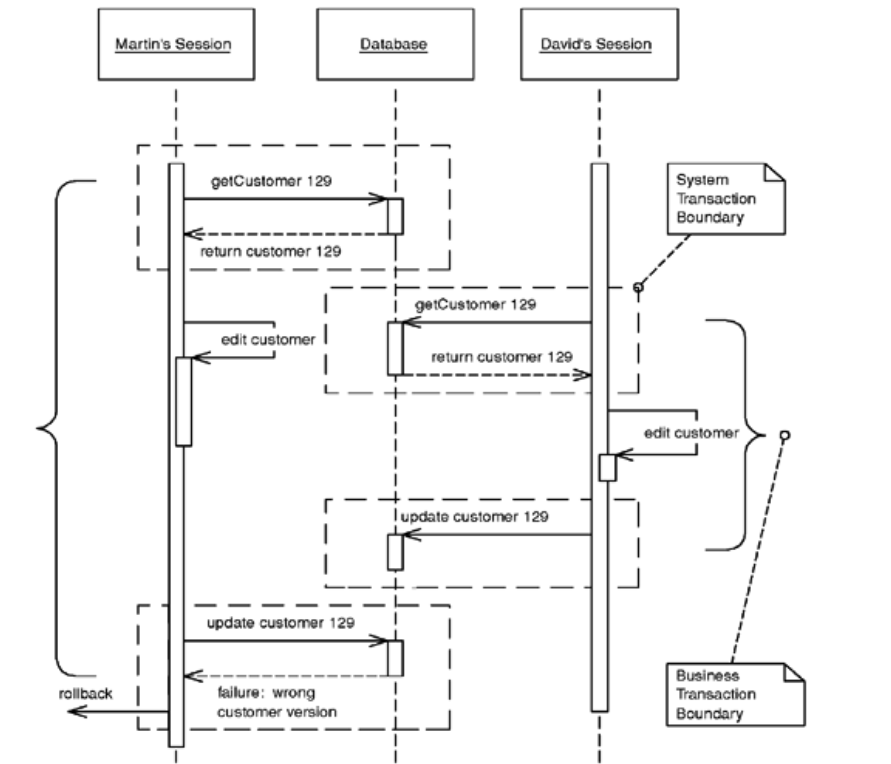 Martin's Session
Database
David's Session
getCustomer 129
return customer 129
System
Transaction
Boundary
getCustomer 129
edit customer
return customer 129
edit customer
update customer 129
update customer 129
rollback
failure: wrong
customer version
Business
Transaction
Boundary